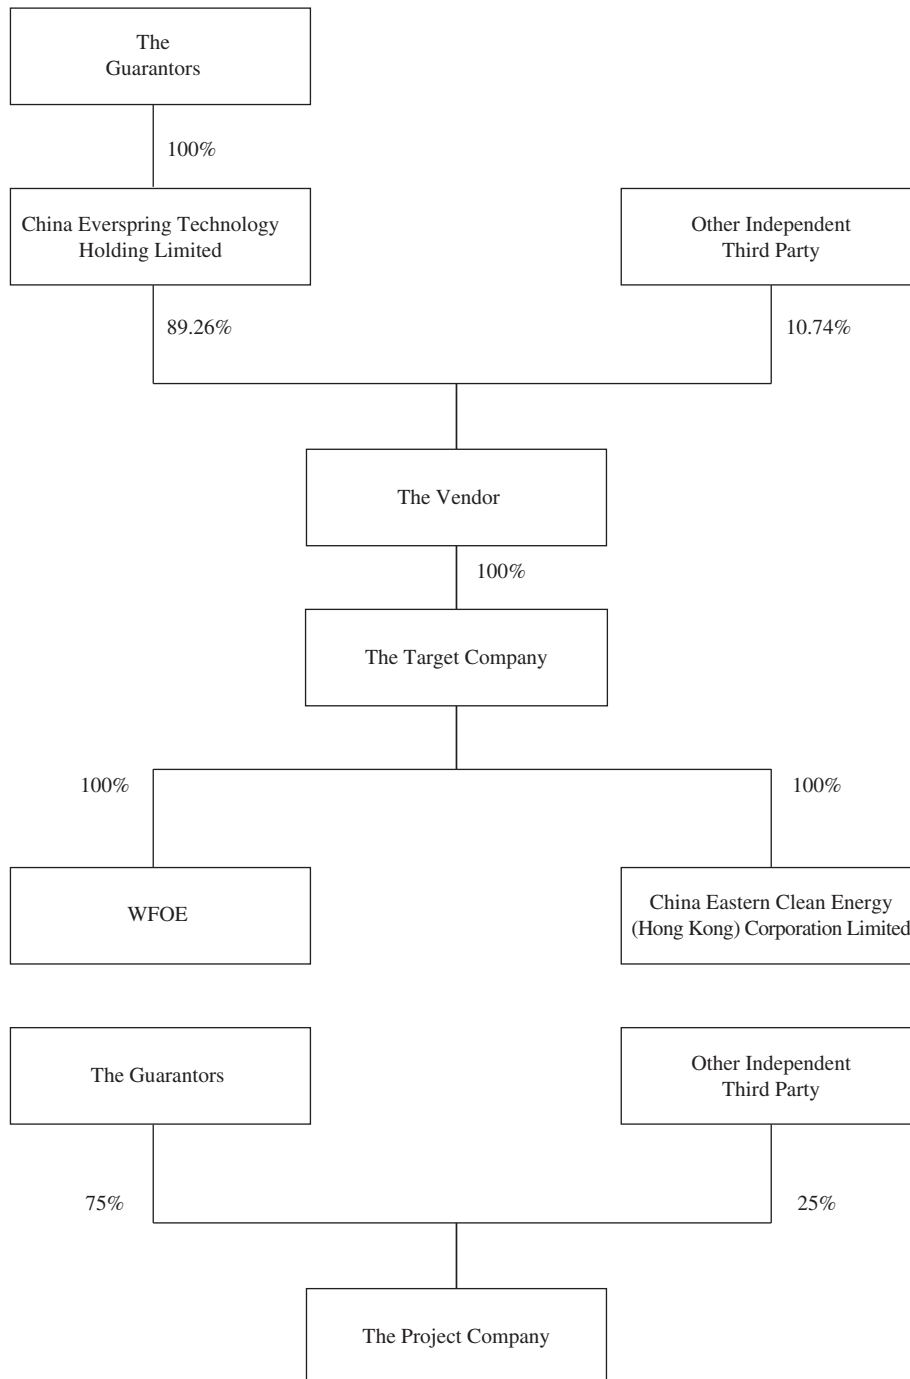 The
Guarantors
100%
China Everspring Technology
Holding Limited
Other Independent
Third Party
89.26%
10.74%
The Vendor
100%
The Target Company
100%
100%
WFOE
China Eastern Clean Energy
(Hong Kong) Corporation Limited
The Guarantors
Other Independent
Third Party
75%
25%
The Project Company